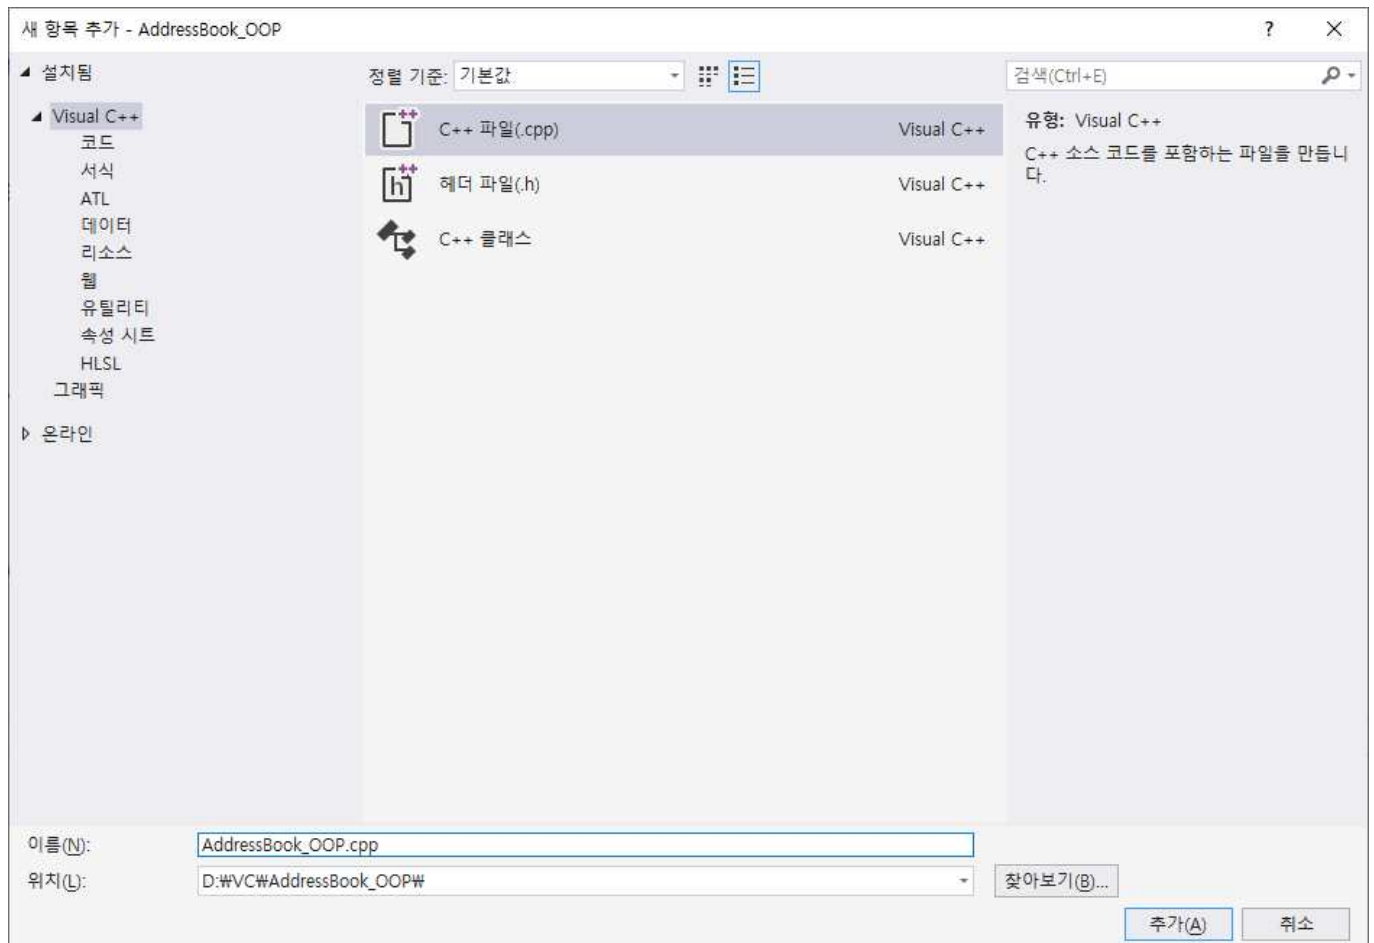 새 항목 추가 - AddressBook_OOP
?
설치됨
Visual C++
코드
서식
ATL
데이터
리소스
웹
유틸리티
속성 시트
HLSL
그래픽
온라인
정렬 기준: 기본값
C++ 파일(.cpp) Visual C++
헤더 파일(.h) Visual C++
C++ 클래스 Visual C++
검색(Ctrl+E)
유형: Visual C++
C++ 소스 코드를 포함하는 파일을 만듭니
다.
이름(N): AddressBook_OOP.cpp
위치(L): D:₩VC₩AddressBook_OOP₩
찾아보기(B)...
추가(A) 취소